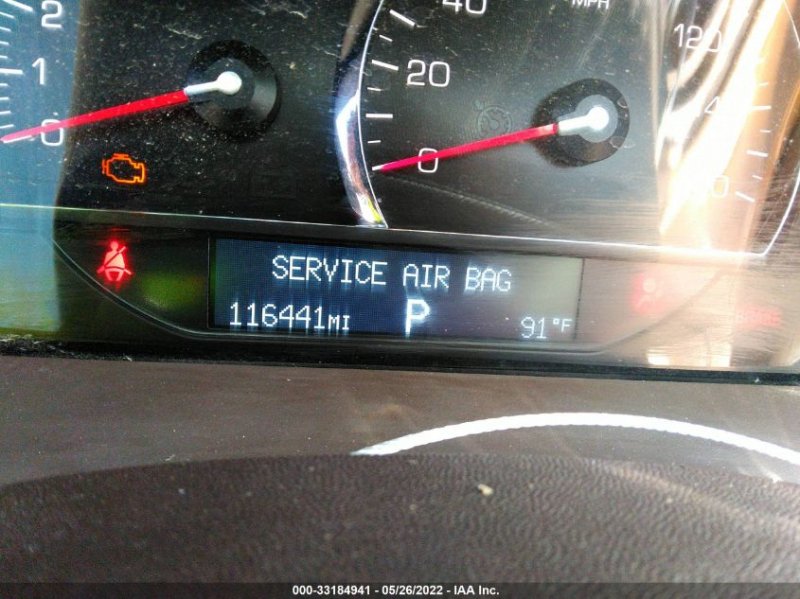 2
1
0
40
MPH
20
0
120
SERVICE AIR BAG
116441MI
P
91°F
000-33184941 - 05/26/2022 - IAA Inc.